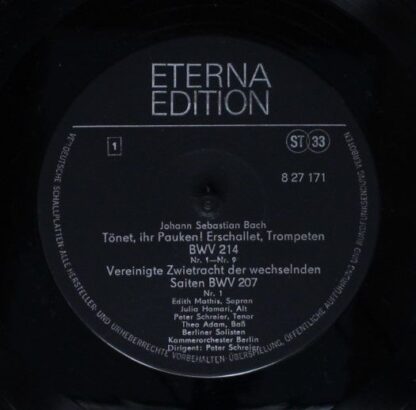 ETERNA
EDITION
1
ST 33
8 27 171
Johann Sebastian Bach
Tönet, ihr Pauken! Erschallet, Trompeten
BWV 214
Nr. 1—Nr. 9
Vereinigte Zwietracht der wechselnden
Saiten BWV 207
Nr. 1
Edith Mathis, Sopran
Julia Hamari, Alt
Peter Schreier, Tenor
Theo Adam, Baß
Berliner Solisten
Kammerorchester Berlin
Dirigent: Peter Schreier
DEUTSCHE SCHALLPLATTEN · ALLE HERSTELLER- UND URHEBERRECHTE VORBEHALTEN · ÜBERSPIELUNG, ÖFFENTLICHE AUFFÜHRUNG UND RUNDFUNKSENDUNG VERBOTEN